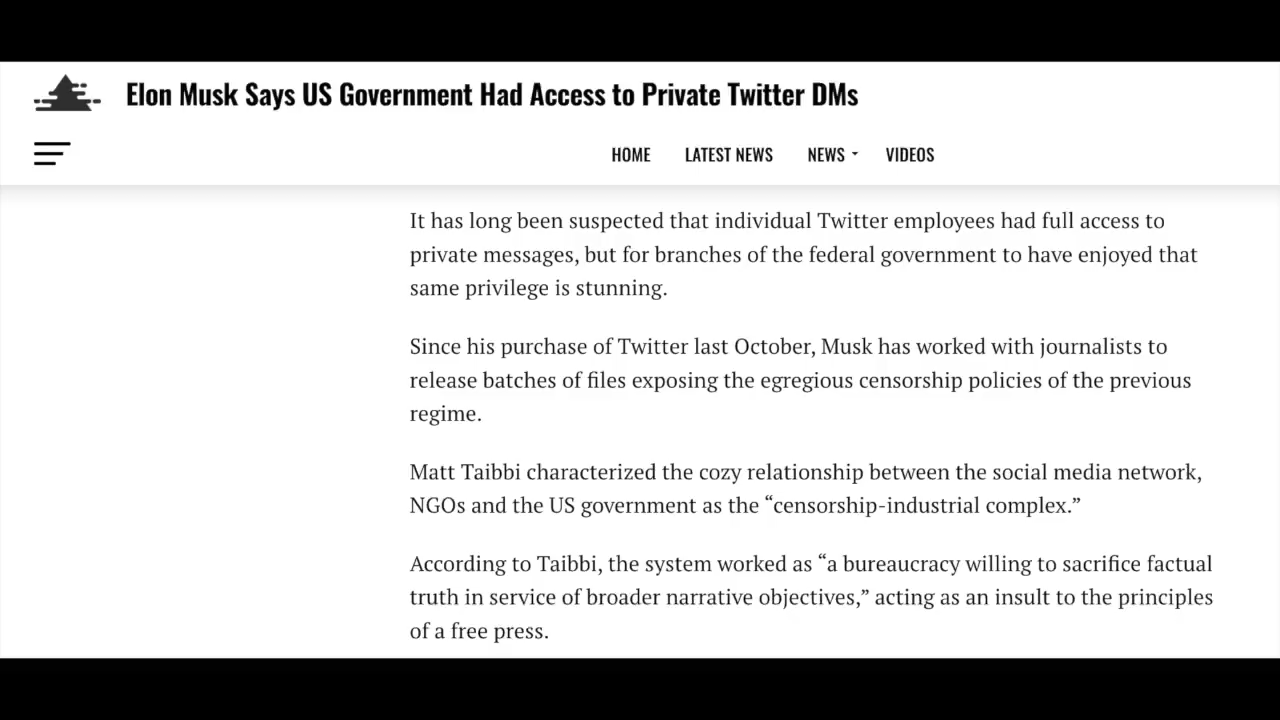 Elon Musk Says US Government Had Access to Private Twitter DMs
HOME LATEST NEWS NEWS VIDEOS
It has long been suspected that individual Twitter employees had full access to
private messages, but for branches of the federal government to have enjoyed that
same privilege is stunning.
Since his purchase of Twitter last October, Musk has worked with journalists to
release batches of files exposing the egregious censorship policies of the previous
regime.
Matt Taibbi characterized the cozy relationship between the social media network,
NGOs and the US government as the “censorship-industrial complex.”
According to Taibbi, the system worked as “a bureaucracy willing to sacrifice factual
truth in service of broader narrative objectives,” acting as an insult to the principles
of a free press.